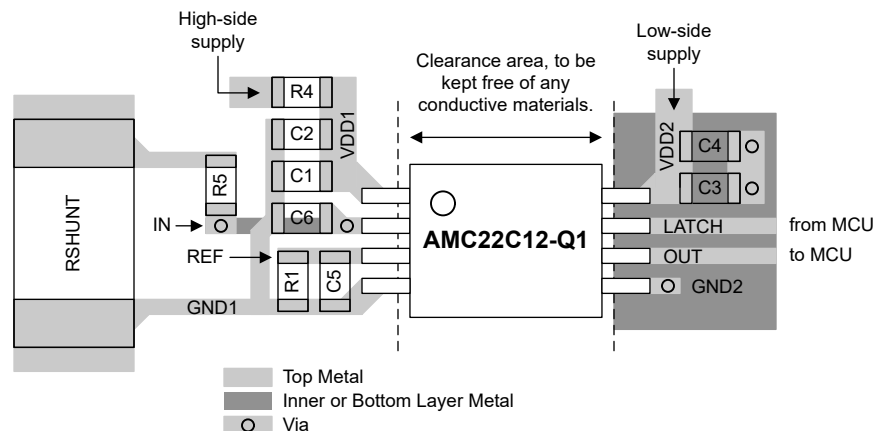 High-side
supply
Clearance area, to be
kept free of any
conductive materials.
Low-side
supply
R4
C2
C1
C6
VDD1
R5
RSHUNT
IN
REF
R1
C5
GND1
AMC22C12-Q1
VDD2
C4
C3
LATCH
from MCU
OUT
to MCU
GND2
Top Metal
Inner or Bottom Layer Metal
Via